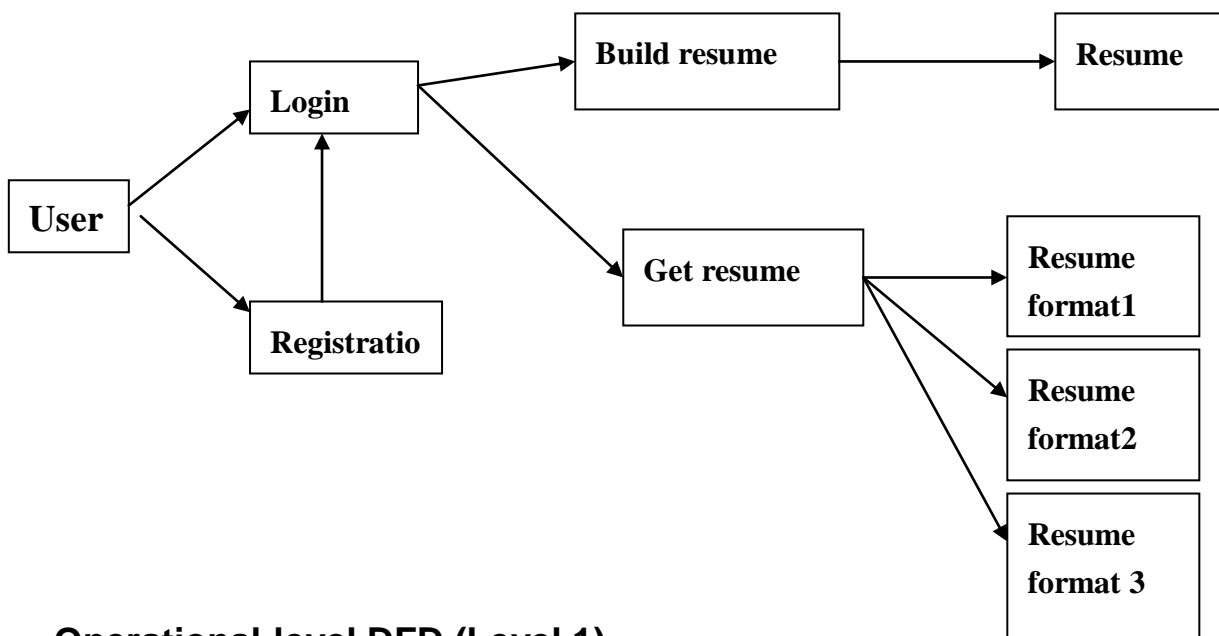 Build resume
Resume
Login
User
Get resume
Registratio
Resume
format1
Resume
format2
Resume
format 3
Operational level DFD (Level 1)